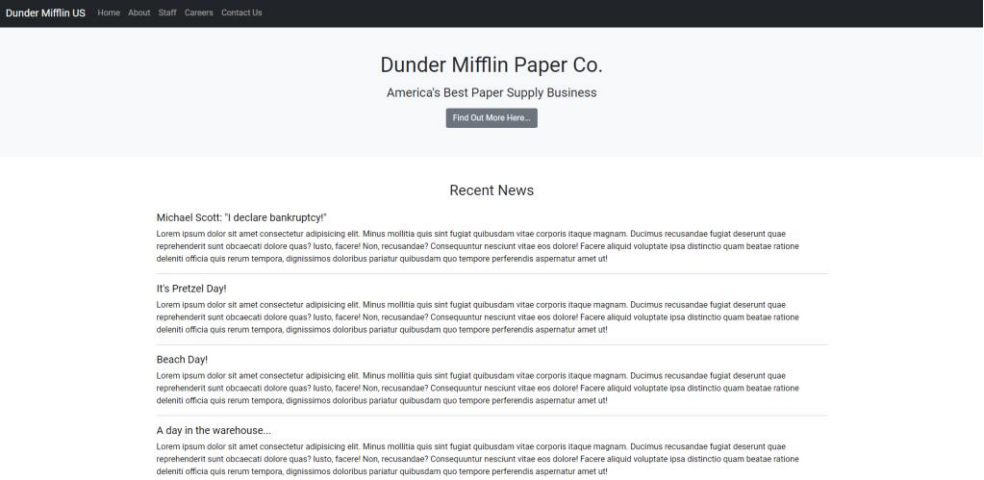 Dunder Mifflin US Home About Staff Careers Contact Us
Dunder Mifflin Paper Co.
America's Best Paper Supply Business
Find Out More Here...
Recent News
Michael Scott: "I declare bankruptcy!"
Lorem ipsum dolor sit amet consectetur adipisicing elit. Minus mollitia quis sint fugiat quibusdam vitae corporis itaque magnam. Ducimus recusandae fugiat deserunt quae
reprehenderit sunt obcaecati dolore quas? Iusto, facere! Non, recusandae? Consequuntur nesciunt vitae eos dolore! Facere aliquid voluptate ipsa distinctio quam beatae ratione
deleniti officia quis rerum tempora, dignissimos doloribus pariatur quibusdam quo tempore perferendis aspernatur amet ut!
It's Pretzel Day!
Lorem ipsum dolor sit amet consectetur adipisicing elit. Minus mollitia quis sint fugiat quibusdam vitae corporis itaque magnam. Ducimus recusandae fugiat deserunt quae
reprehenderit sunt obcaecati dolore quas? Iusto, facere! Non, recusandae? Consequuntur nesciunt vitae eos dolore! Facere aliquid voluptate ipsa distinctio quam beatae ratione
deleniti officia quis rerum tempora, dignissimos doloribus pariatur quibusdam quo tempore perferendis aspernatur amet ut!
Beach Day!
Lorem ipsum dolor sit amet consectetur adipisicing elit. Minus mollitia quis sint fugiat quibusdam vitae corporis itaque magnam. Ducimus recusandae fugiat deserunt quae
reprehenderit sunt obcaecati dolore quas? Iusto, facere! Non, recusandae? Consequuntur nesciunt vitae eos dolore! Facere aliquid voluptate ipsa distinctio quam beatae ratione
deleniti officia quis rerum tempora, dignissimos doloribus pariatur quibusdam quo tempore perferendis aspernatur amet ut!
A day in the warehouse...
Lorem ipsum dolor sit amet consectetur adipisicing elit. Minus mollitia quis sint fugiat quibusdam vitae corporis itaque magnam. Ducimus recusandae fugiat deserunt quae
reprehenderit sunt obcaecati dolore quas? Iusto, facere! Non, recusandae? Consequuntur nesciunt vitae eos dolore! Facere aliquid voluptate ipsa distinctio quam beatae ratione
deleniti officia quis rerum tempora, dignissimos doloribus pariatur quibusdam quo tempore perferendis aspernatur amet ut!